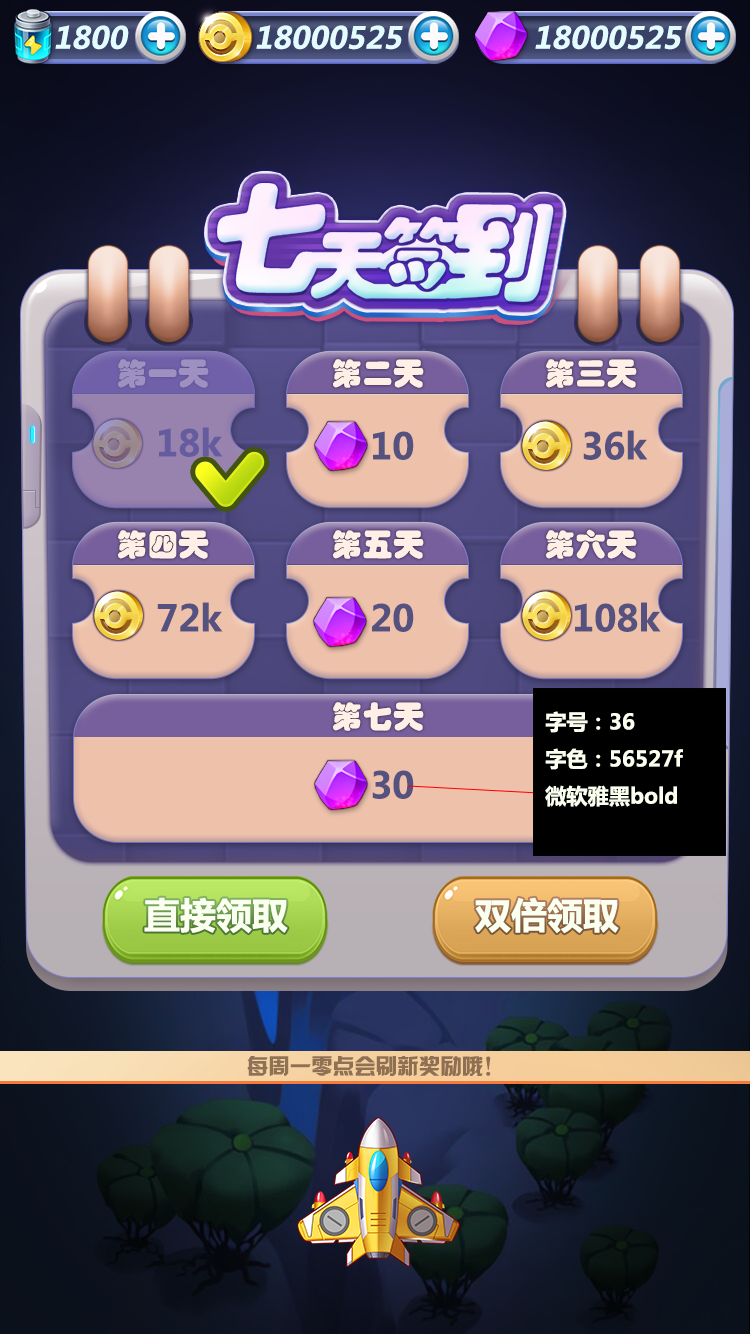 1800 18000525 18000525
七天签到
第一天 第二天 第三天
18k 10 36k
第四天 第五天 第六天
72k 20 108k
第七天
30
字号：36
字色：56527f
微软雅黑bold
直接领取 双倍领取
每周一零点会刷新奖励哦!